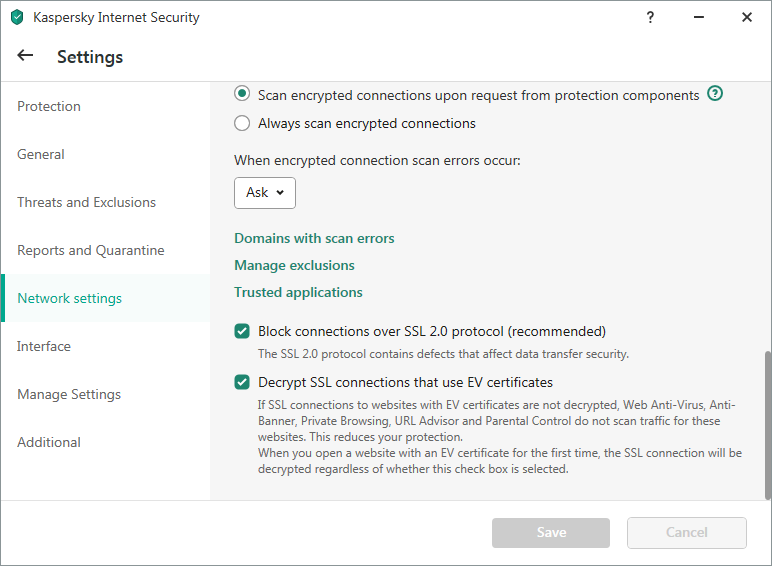 Kaspersky Internet Security
?
Settings
Protection
General
Threats and Exclusions
Reports and Quarantine
Network settings
Interface
Manage Settings
Additional
Scan encrypted connections upon request from protection components ?
Always scan encrypted connections
When encrypted connection scan errors occur:
Ask
Domains with scan errors
Manage exclusions
Trusted applications
Block connections over SSL 2.0 protocol (recommended)
The SSL 2.0 protocol contains defects that affect data transfer security.
Decrypt SSL connections that use EV certificates
If SSL connections to websites with EV certificates are not decrypted, Web Anti-Virus, Anti-
Banner, Private Browsing, URL Advisor and Parental Control do not scan traffic for these
websites. This reduces your protection.
When you open a website with an EV certificate for the first time, the SSL connection will be
decrypted regardless of whether this check box is selected.
Save
Cancel